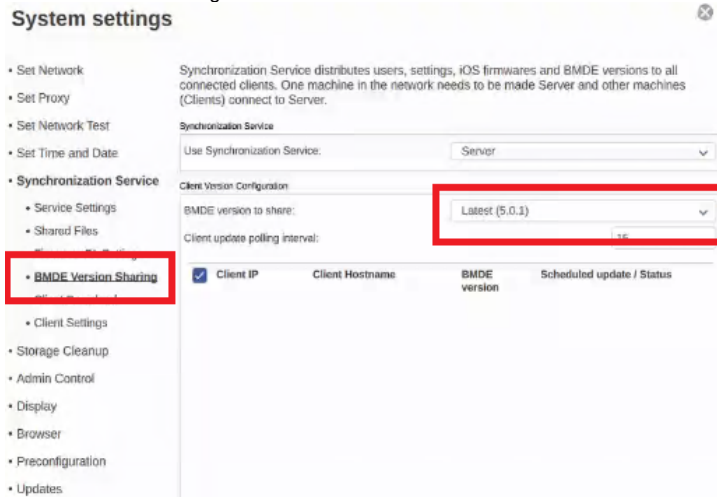 System settings
• Set Network
• Set Proxy
• Set Network Test
• Set Time and Date
• Synchronization Service
• Service Settings
• Shared Files
• BMDE Version Sharing
• Client Settings
• Storage Cleanup
• Admin Control
• Display
• Browser
• Preconfiguration
• Updates
Synchronization Service distributes users, settings, iOS firmwares and BMDE versions to all
connected clients. One machine in the network needs to be made Server and other machines
(Clients) connect to Server.
Synchronization Service
Use Synchronization Service: Server
Client Version Configuration
BMDE version to share: Latest (5.0.1)
Client update polling interval: 15
Client IP Client Hostname BMDE version Scheduled update / Status